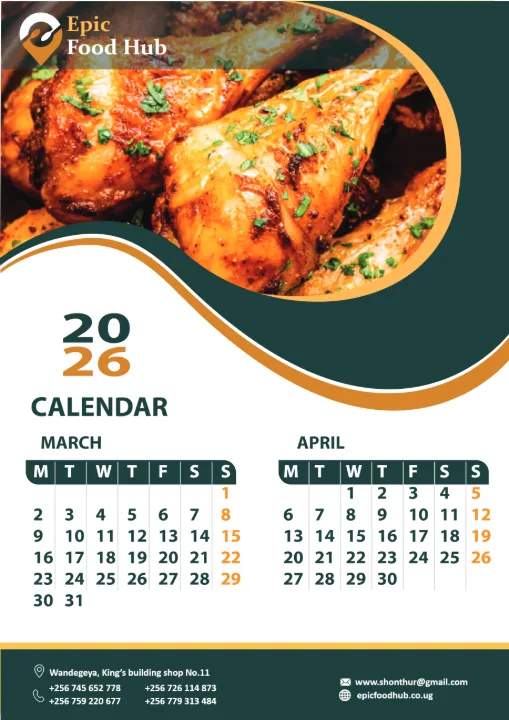 Epic
Food Hub
20
26
CALENDAR
MARCH
M T W T F S S
1
2 3 4 5 6 7 8
9 10 11 12 13 14 15
16 17 18 19 20 21 22
23 24 25 26 27 28 29
30 31
APRIL
M T W T F S S
1 2 3 4 5
6 7 8 9 10 11 12
13 14 15 16 17 18 19
20 21 22 23 24 25 26
27 28 29 30
Wandegeya, King's building shop No.11
+256 745 652 778 +256 726 114 873
+256 759 220 677 +256 779 313 484
www.shonthur@gmail.com
epicfoodhub.co.ug